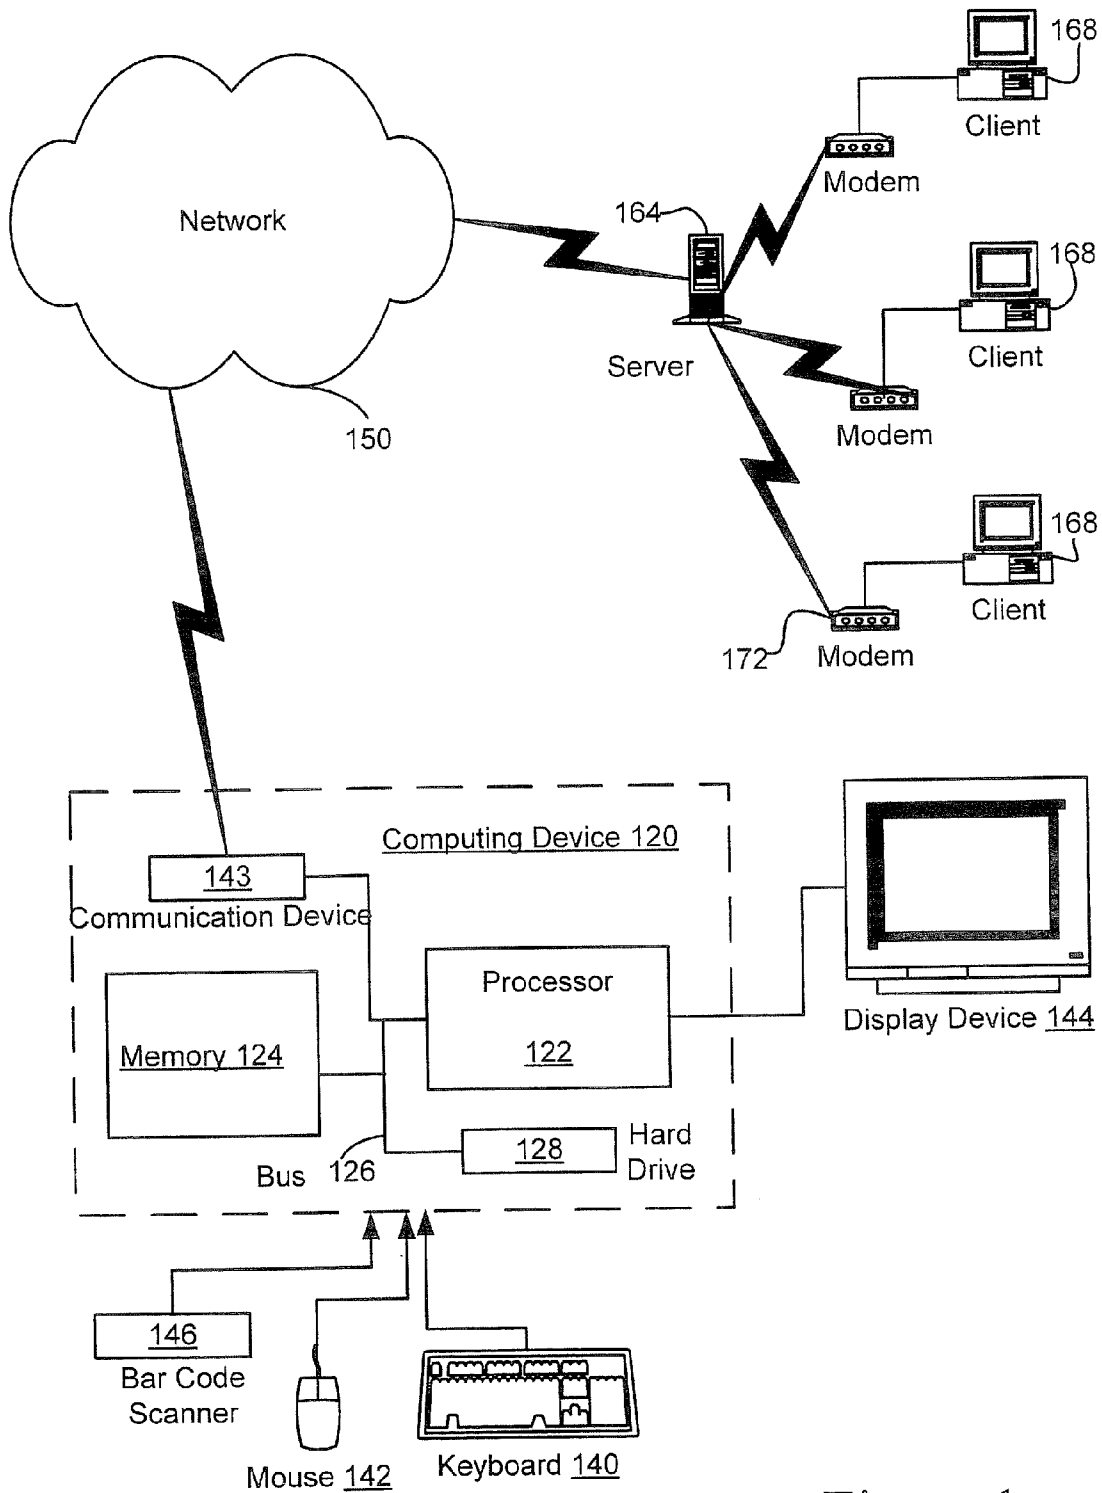 168
Client
Modem
Network
164
168
Server
Client
150
Modem
168
Client
172
Modem
Computing Device 120
143
Communication Device
Processor
122
Display Device 144
Memory 124
128
Hard
Drive
Bus
126
146
Bar Code
Scanner
Mouse 142
Keyboard 140